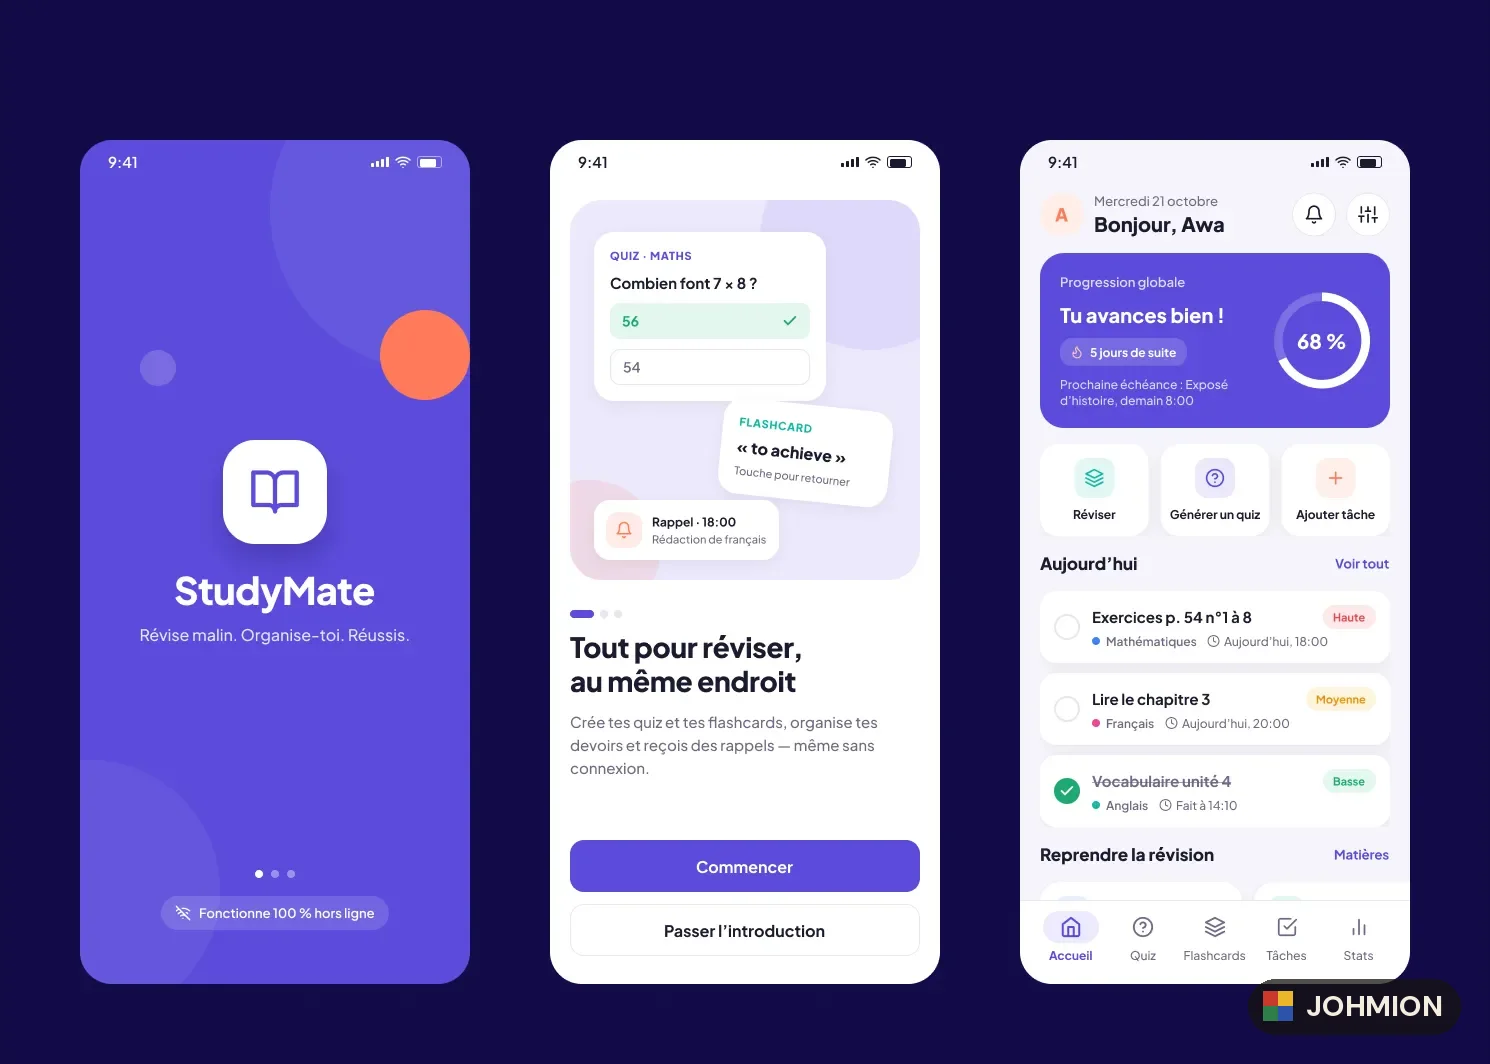 9:41
StudyMate
Révise malin. Organise-toi. Réussis.
Fonctionne 100 % hors ligne
9:41
QUIZ · MATHS
Combien font 7 × 8 ?
56
54
FLASHCARD
« to achieve »
Touche pour retourner
Rappel · 18:00
Rédaction de français
Tout pour réviser,
au même endroit
Crée tes quiz et tes flashcards, organise tes
devoirs et reçois des rappels — même sans
connexion.
Commencer
Passer l’introduction
9:41
A
Mercredi 21 octobre
Bonjour, Awa
Progression globale
Tu avances bien !
5 jours de suite
Prochaine échéance : Exposé
d’histoire, demain 8:00
68 %
Réviser
Générer un quiz
Ajouter tâche
Aujourd’hui
Voir tout
Exercices p. 54 n°1 à 8
Haute
Mathématiques
Aujourd’hui, 18:00
Lire le chapitre 3
Moyenne
Français
Aujourd’hui, 20:00
Vocabulaire unité 4
Basse
Anglais
Fait à 14:10
Reprendre la révision
Matières
Accueil
Quiz
Flashcards
Tâches
Stats
JOHMION